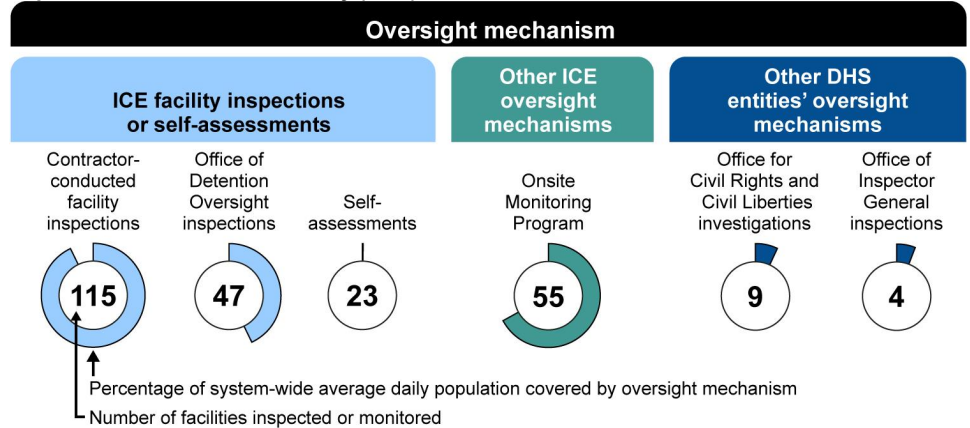 Oversight mechanism
ICE facility inspections
or self-assessments
Other ICE
oversight
mechanisms
Other DHS
entities' oversight
mechanisms
Contractor-
conducted
facility
inspections
Office of
Detention
Oversight
inspections
Self-
assessments
Onsite
Monitoring
Program
Office for
Civil Rights and
Civil Liberties
investigations
Office of
Inspector
General
inspections
115
47
23
55
9
4
Percentage of system-wide average daily population covered by oversight mechanism
Number of facilities inspected or monitored